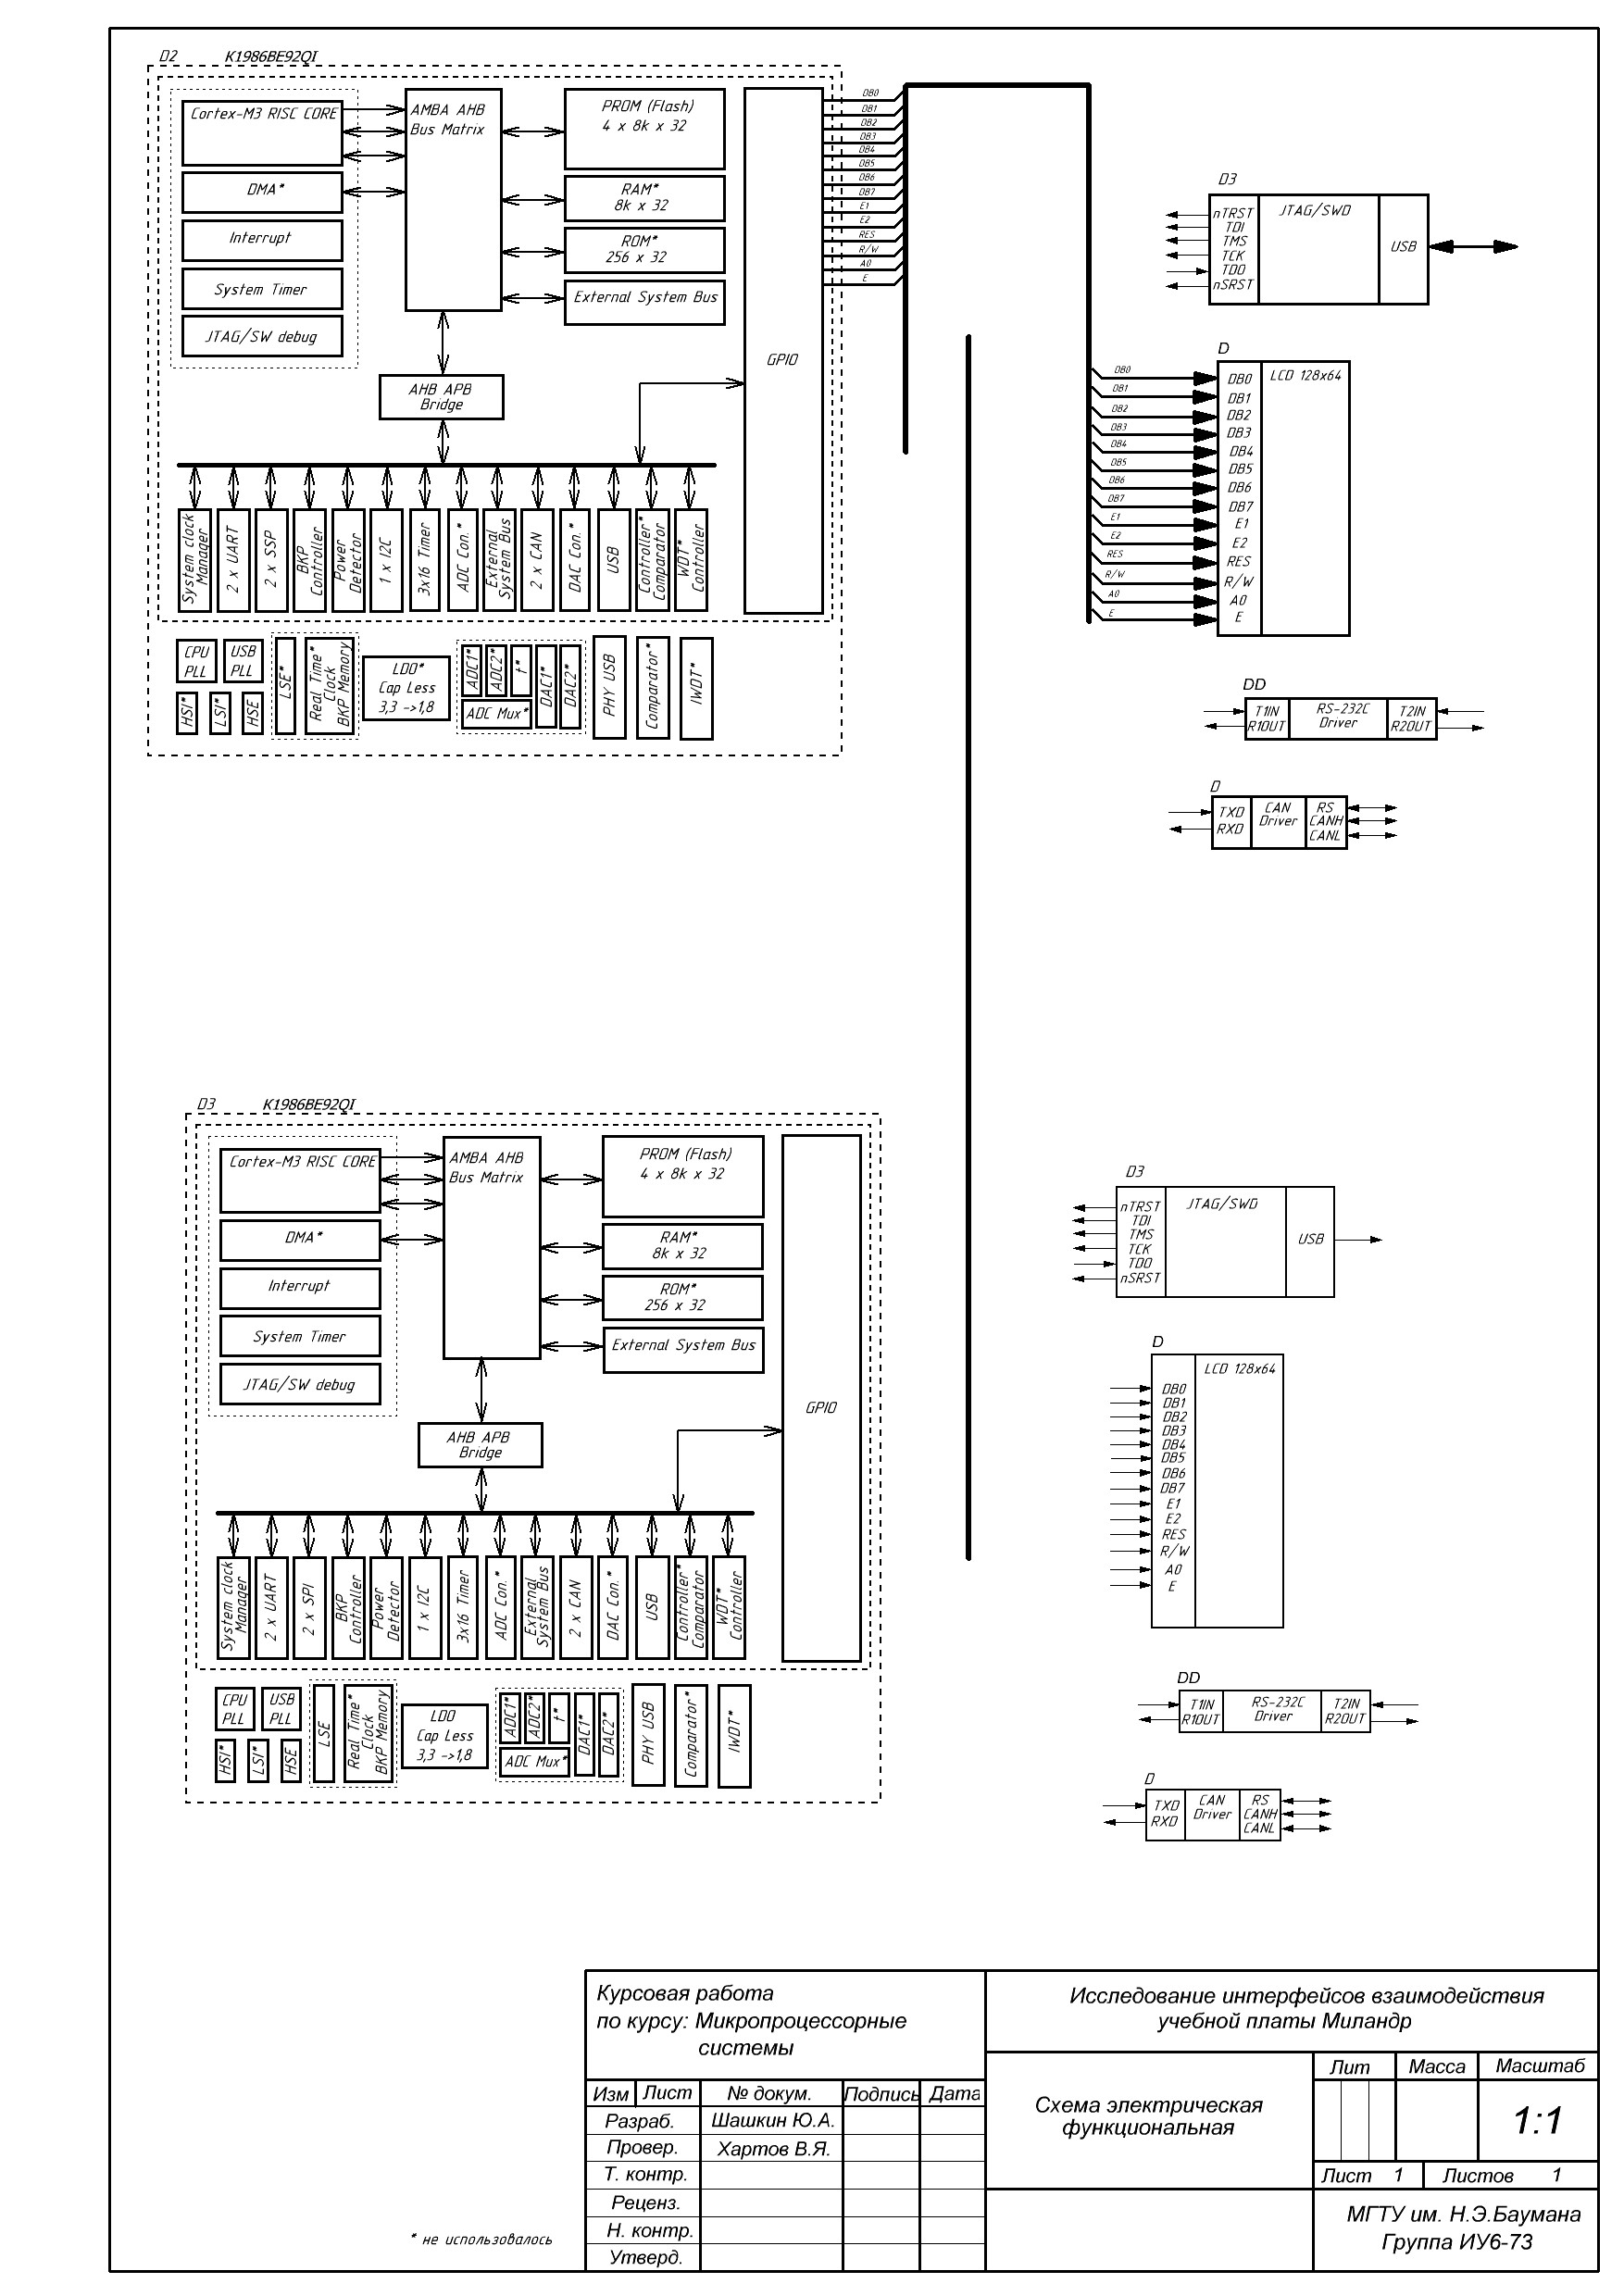 D2 K1986BE92QI
Cortex-M3 RISC CORE
DMA*
Interrupt
System Timer
JTAG/SW debug
AMBA AHB
Bus Matrix
PROM (Flash)
4 x 8k x 32
RAM*
8k x 32
ROM*
256 x 32
External System Bus
GPIO
AHB APB
Bridge
System clock
Manager
2 x UART
2 x SSP
BKP
Controller
Power
Detector
1 x I2C
3x16 Timer
ADC Con.*
External
System Bus
2 x CAN
DAC Con.*
USB
Controller*
Comparator
WDT*
Controller
CPU
PLL
USB
PLL
HSI*
LSI*
HSE
LSE*
Real Time*
Clock
BKP Memory
LDO*
Cap Less
3,3 ->1,8
ADC1*
ADC2*
t*
ADC Mux*
DAC1*
DAC2*
PHY USB
Comparator*
IWDT*
DB0
DB1
DB2
DB3
DB4
DB5
DB6
DB7
E1
E2
RES
R/W
A0
E
D3
nTRST
TDI
TMS
TCK
TDO
nSRST
JTAG/SWD
USB
D
DB0
DB1
DB2
DB3
DB4
DB5
DB6
DB7
E1
E2
RES
R/W
A0
E
DB0
DB1
DB2
DB3
DB4
DB5
DB6
DB7
E1
E2
RES
R/W
A0
E
LCD 128x64
DD
T1IN
R1OUT
RS-232C
Driver
T2IN
R2OUT
D
TXD
RXD
CAN
Driver
RS
CANH
CANL
D3 K1986BE92QI
Cortex-M3 RISC CORE
DMA*
Interrupt
System Timer
JTAG/SW debug
AMBA AHB
Bus Matrix
PROM (Flash)
4 x 8k x 32
RAM*
8k x 32
ROM*
256 x 32
External System Bus
GPIO
AHB APB
Bridge
System clock
Manager
2 x UART
2 x SPI
BKP
Controller
Power
Detector
1 x I2C
3x16 Timer
ADC Con.*
External
System Bus
2 x CAN
DAC Con.*
USB
Controller*
Comparator
WDT*
Controller
CPU
PLL
USB
PLL
HSI*
LSI*
HSE
LSE
Real Time*
Clock
BKP Memory
LDO
Cap Less
3,3 ->1,8
ADC1*
ADC2*
t*
ADC Mux*
DAC1*
DAC2*
PHY USB
Comparator*
IWDT*
D3
nTRST
TDI
TMS
TCK
TDO
nSRST
JTAG/SWD
USB
D
DB0
DB1
DB2
DB3
DB4
DB5
DB6
DB7
E1
E2
RES
R/W
A0
E
LCD 128x64
DD
T1IN
R1OUT
RS-232C
Driver
T2IN
R2OUT
D
TXD
RXD
CAN
Driver
RS
CANH
CANL
* не использовалось
Курсовая работа
по курсу: Микропроцессорные
системы
Исследование интерфейсов взаимодействия
учебной платы Миландр
Изм Лист № докум. Подпись Дата
Разраб. Шашкин Ю.А.
Провер. Хартов В.Я.
Т. контр.
Реценз.
Н. контр.
Утверд.
Схема электрическая
функциональная
Лит Масса Масштаб
1:1
Лист 1 Листов 1
МГТУ им. Н.Э.Баумана
Группа ИУ6-73